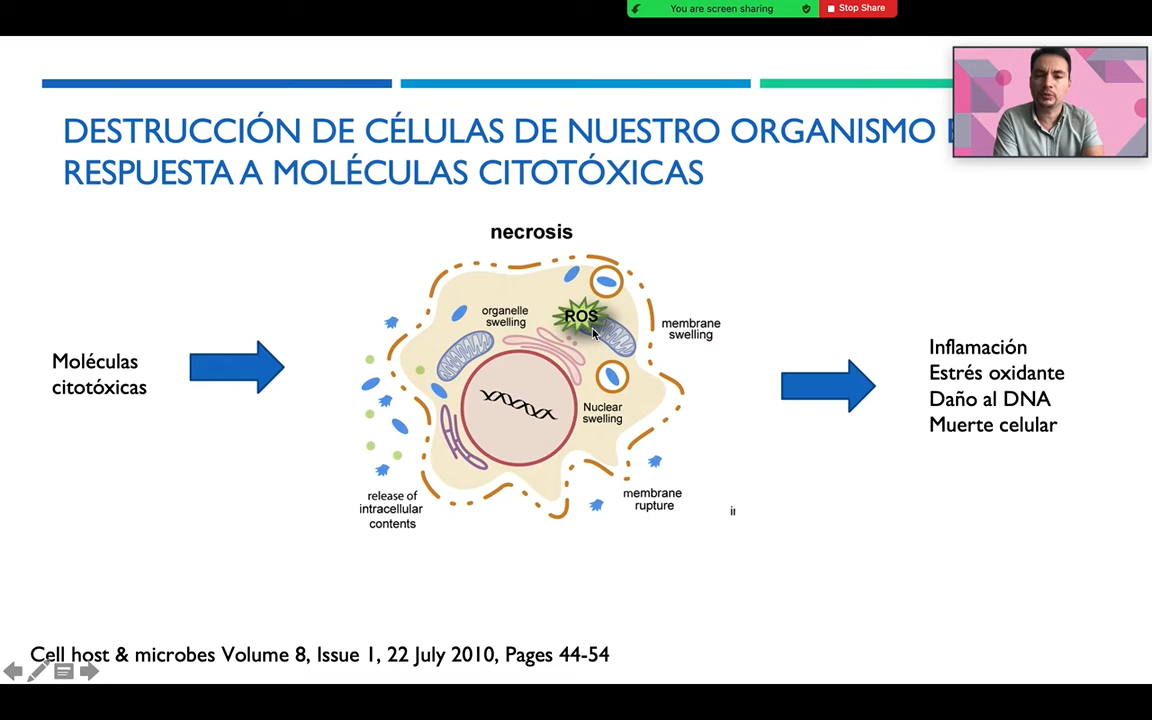 You are screen sharing
Stop Share
DESTRUCCIÓN DE CÉLULAS DE NUESTRO ORGANISMO
RESPUESTA A MOLÉCULAS CITOTÓXICAS
necrosis
organelle
swelling
ROS
membrane
swelling
Moléculas
citotóxicas
Nuclear
swelling
Inflamación
Estrés oxidante
Daño al DNA
Muerte celular
release of
intracellular
contents
membrane
rupture
Cell host & microbes Volume 8, Issue 1, 22 July 2010, Pages 44-54